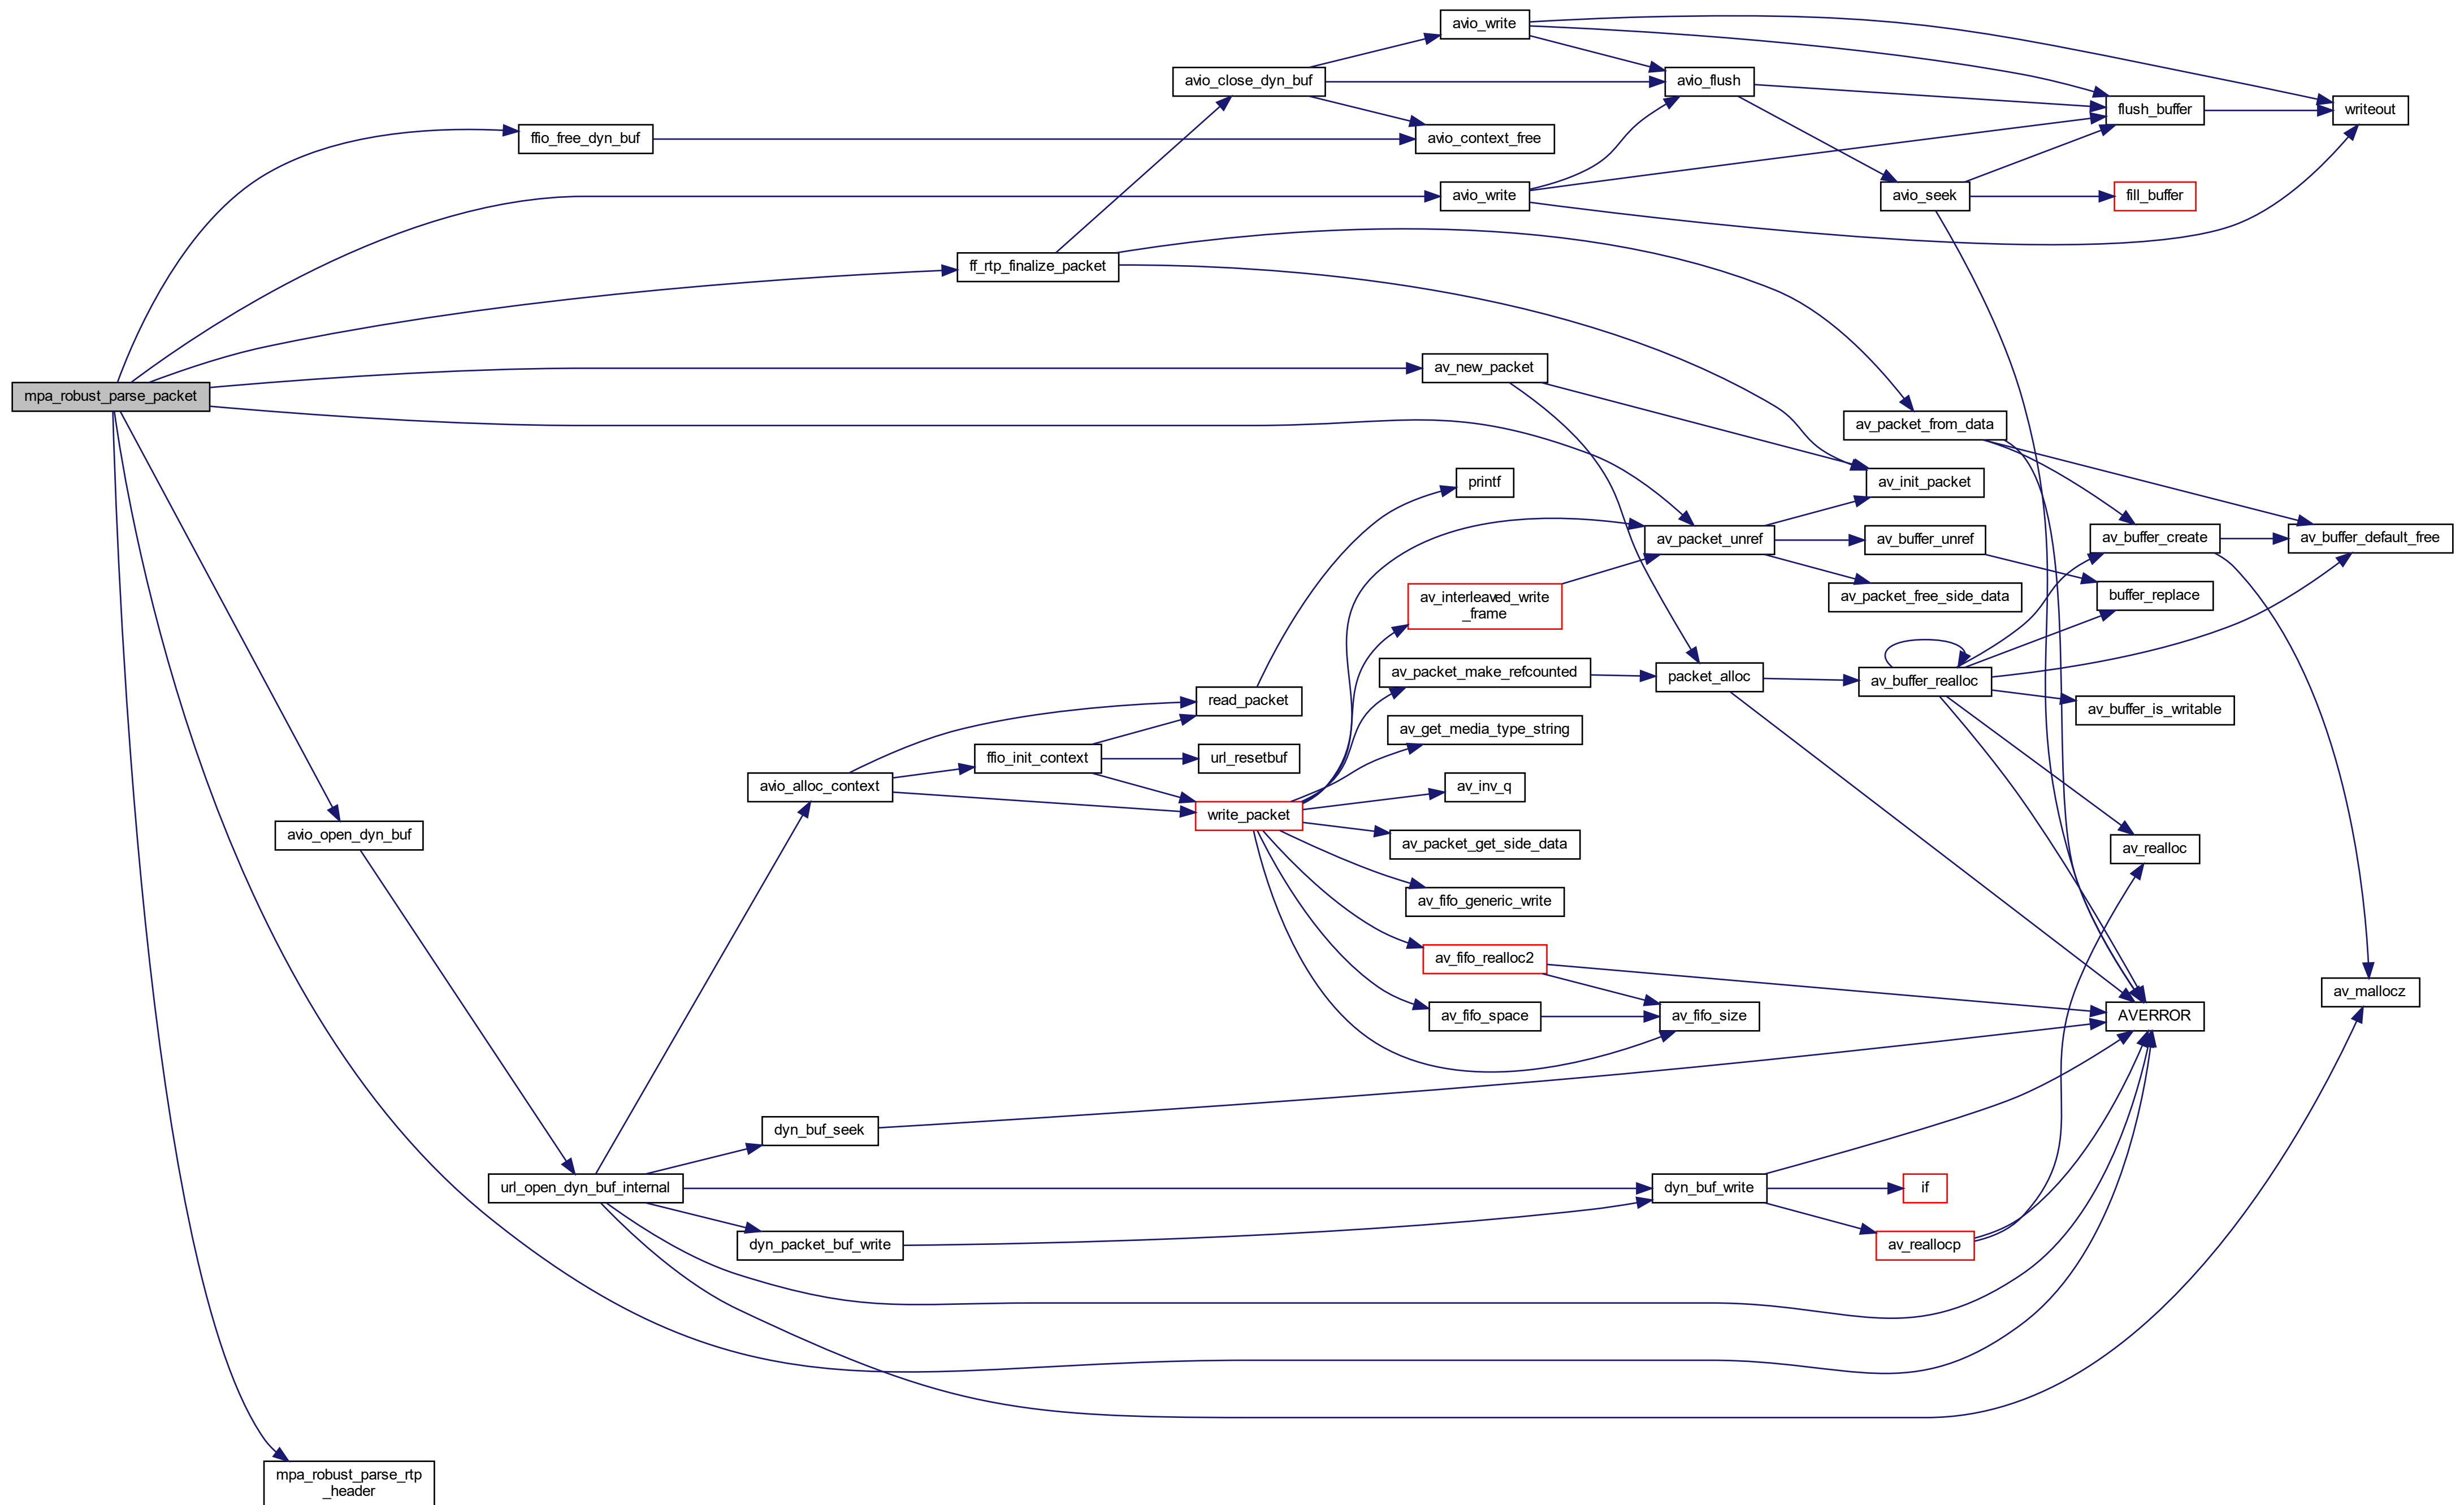 avio_write
avio_close_dyn_buf
avio_flush
flush_buffer
writeout
ffio_free_dyn_buf
avio_context_free
avio_write
avio_seek
fill_buffer
ff_rtp_finalize_packet
av_new_packet
mpa_robust_parse_packet
av_packet_from_data
printf
av_init_packet
av_packet_unref
av_buffer_unref
av_buffer_create
av_buffer_default_free
av_interleaved_write
_frame
av_packet_free_side_data
buffer_replace
av_packet_make_refcounted
packet_alloc
av_buffer_realloc
read_packet
av_buffer_is_writable
av_get_media_type_string
ffio_init_context
url_resetbuf
avio_alloc_context
av_inv_q
write_packet
avio_open_dyn_buf
av_packet_get_side_data
av_realloc
av_fifo_generic_write
av_fifo_realloc2
av_mallocz
av_fifo_space
av_fifo_size
AVERROR
dyn_buf_seek
url_open_dyn_buf_internal
dyn_buf_write
if
dyn_packet_buf_write
av_reallocp
mpa_robust_parse_rtp
_header